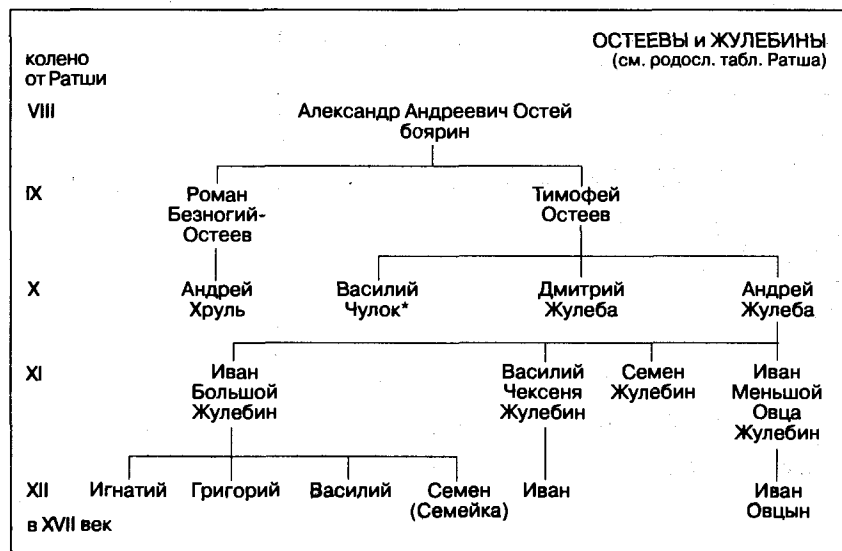 ОСТЕЕВЫ и ЖУЛЕБИНЫ
(см. родосл. табл. Ратша)
колено
от Ратши
VIII Александр Андреевич Остей
боярин
IX Роман Тимофей
Безногий- Остеев
Остеев
X Андрей Василий Дмитрий Андрей
Хруль Чулок* Жулеба Жулеба
XI Иван Василий Семен Иван
Большой Чексеня Жулебин Меньшой
Жулебин Жулебин Овца
Жулебин
XII Игнатий Григорий Василий Семен Иван Иван
(Семейка) Овцын
в XVII век